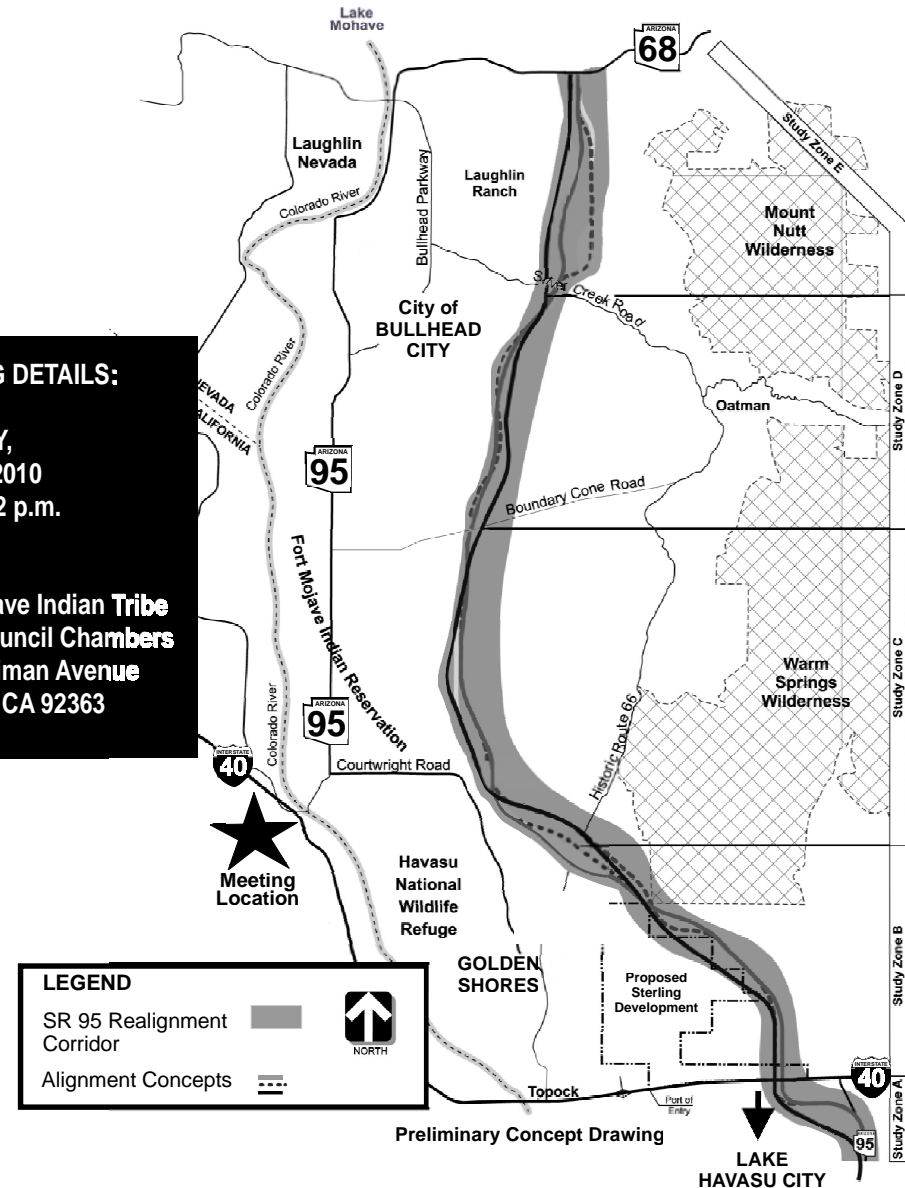 Lake
Mohave
ARIZONA
68
Study Zone E
Laughlin
Nevada
Bullhead Parkway
Laughlin
Ranch
Colorado River
Mount
Nutt
Wilderness
Silver Creek Road
City of
BULLHEAD
CITY
Colorado River
G DETAILS:
NEVADA
CALIFORNIA
Study Zone D
Oatman
Y,
2010
2 p.m.
ARIZONA
95
Boundary Cone Road
Fort Mojave Indian Reservation
ave Indian Tribe
ouncil Chambers
iman Avenue
CA 92363
Study Zone C
Warm
Springs
Wilderness
ARIZONA
95
Colorado River
Historic Route 66
INTERSTATE
40
Courtwright Road
Meeting
Location
Havasu
National
Wildlife
Refuge
Study Zone B
GOLDEN
SHORES
Proposed
Sterling
Development
LEGEND
SR 95 Realignment
Corridor
NORTH
Alignment Concepts
Topock
Port of
Entry
INTERSTATE
40
Study Zone A
Preliminary Concept Drawing
ARIZONA
95
LAKE
HAVASU CITY